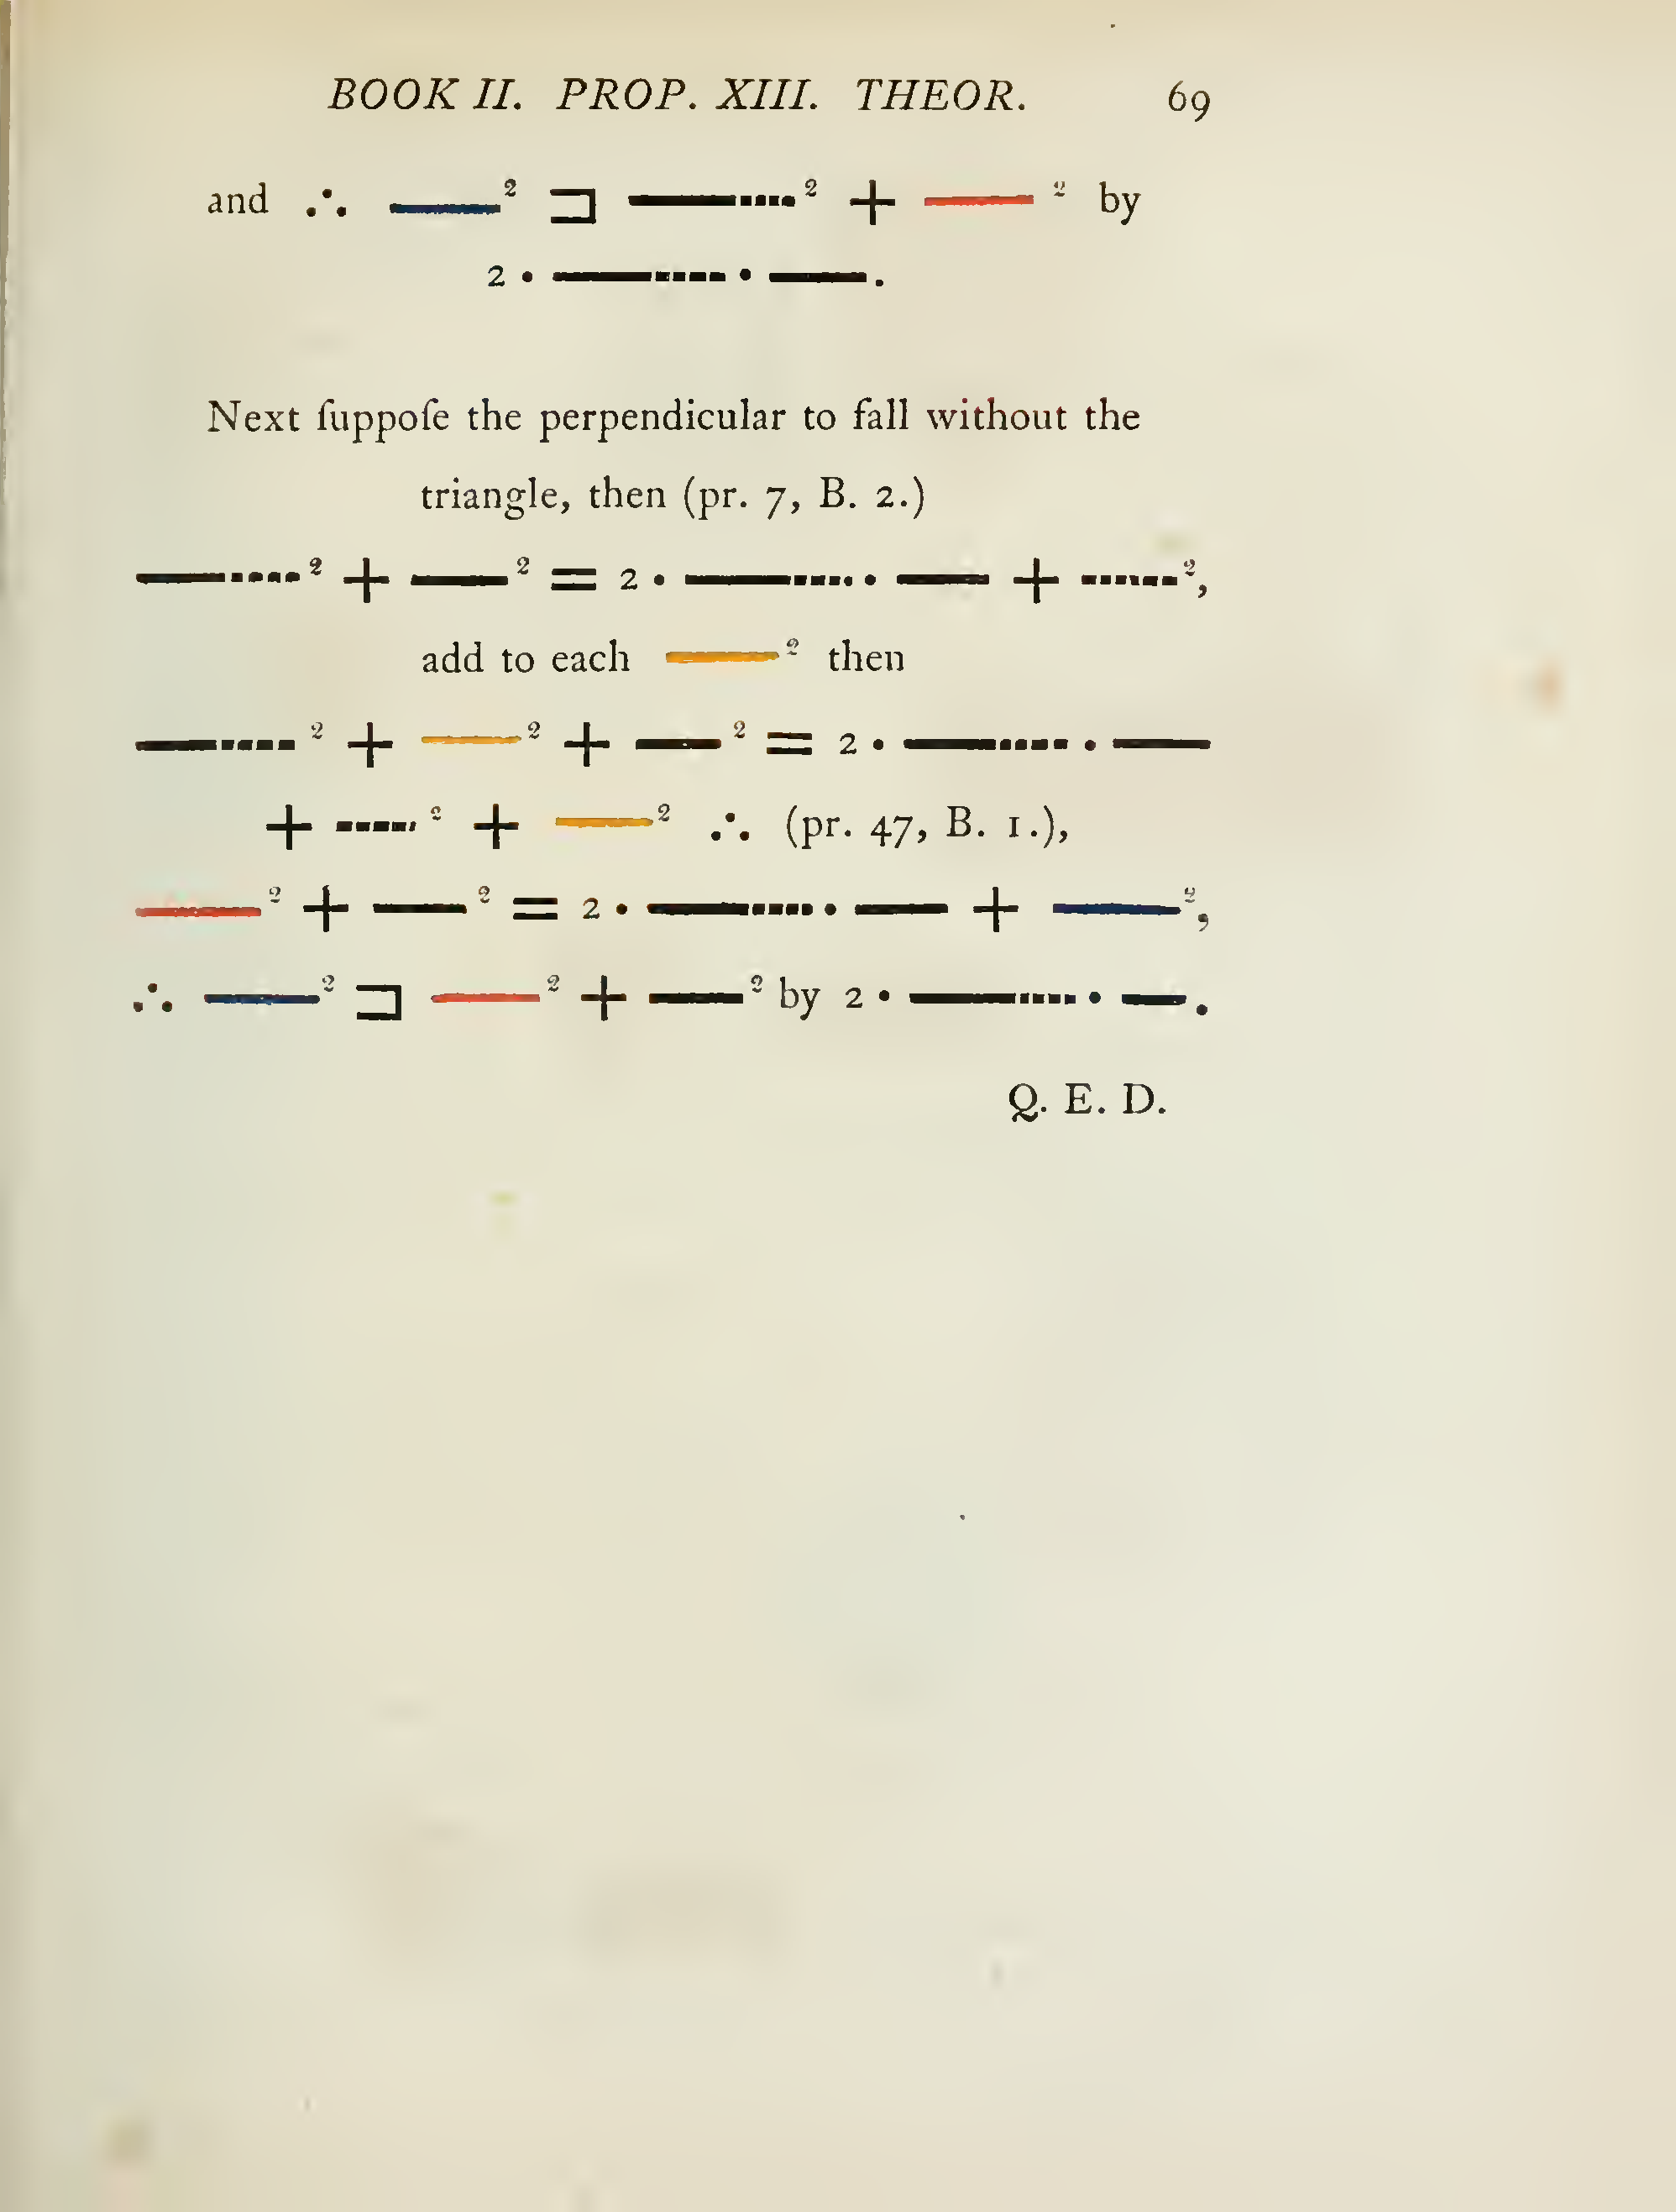 BOOK II. PROP. XIII. THEOR. 69
and ∴ ² ⊐ ² + ² by
2 · · .
Next ſuppoſe the perpendicular to fall without the
triangle, then (pr. 7, B. 2.)
² + ² = 2 · · + ²,
add to each ² then
² + ² + ² = 2 · ·
+ ² + ² ∴ (pr. 47, B. 1.),
² + ² = 2 · · + ²,
∴ ² ⊐ ² + ² by 2 · · .
Q. E. D.